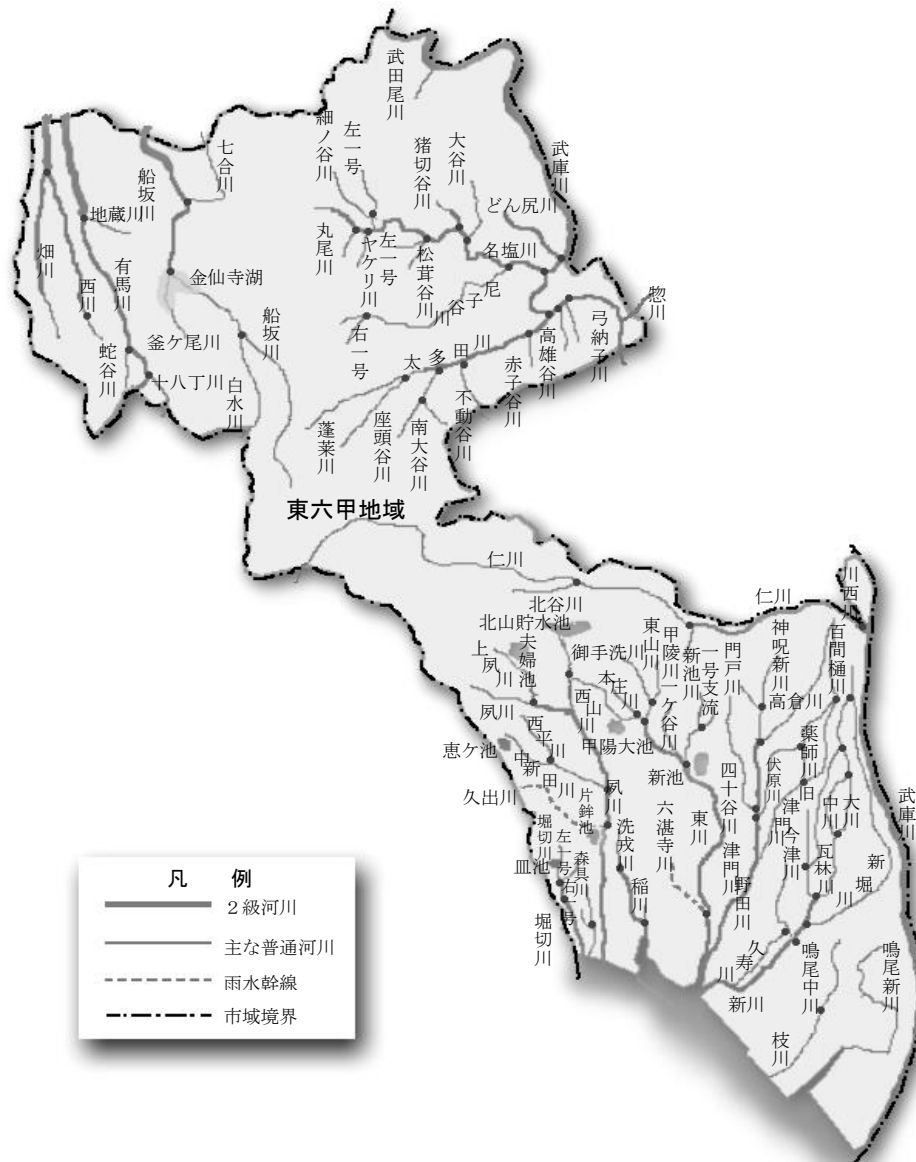 武田尾川
細ノ谷川
左一号
猪切谷川
大谷川
武庫川
どん尻川
七合川
船坂川
地蔵川
畑川
西川
有馬川
蛇谷川
十八丁川
金仙寺湖
釜ケ尾川
船坂川
白水川
丸尾川
ヤケリ川
左一号
松茸谷川
名塩川
尼子谷川
右一号
太多田川
惣川
弓納子川
高雄谷川
赤子谷川
不動谷川
南大谷川
座頭谷川
蓬莱川
東六甲地域
仁川
北谷川
北山貯水池
仁川
川西川
百間樋川
神呪新川
門戸川
一号支流
新池川
甲陵川
東山川
御手洗川
夫婦池
上夙川
夙川
西平川
中新田川
恵ケ池
久出川
西山川
本庄川
甲陽大池
一ケ谷川
新池
高倉川
薬師川
伏原川
四十谷川
六湛寺川
東川
津門川
野田川
旧津門川
今津川
中川
大川
瓦林川
新堀川
武庫川
片鉾池
夙川
洗戎川
稲川
堀切川
左一号
右一号
森具川
皿池
堀切川
久寿川
新川
鳴尾中川
鳴尾新川
枝川
凡 例
2級河川
主な普通河川
雨水幹線
市域境界